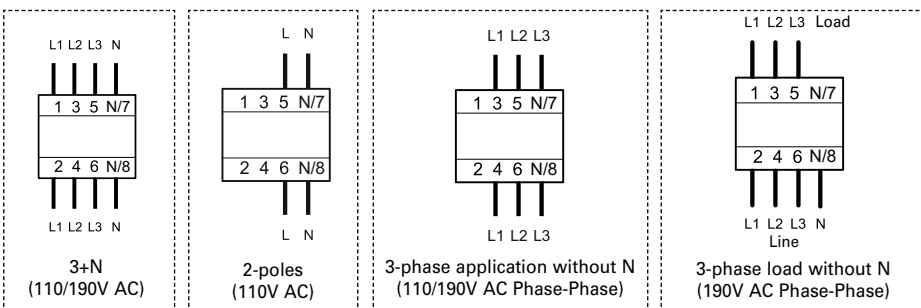 L1 L2 L3 N
1 3 5 N/7
2 4 6 N/8
L1 L2 L3 N
3+N
(110/190V AC)
L N
1 3 5 N/7
2 4 6 N/8
L N
2-poles
(110V AC)
L1 L2 L3
1 3 5 N/7
2 4 6 N/8
L1 L2 L3
3-phase application without N
(110/190V AC Phase-Phase)
L1 L2 L3 Load
1 3 5 N/7
2 4 6 N/8
L1 L2 L3 N
Line
3-phase load without N
(190V AC Phase-Phase)